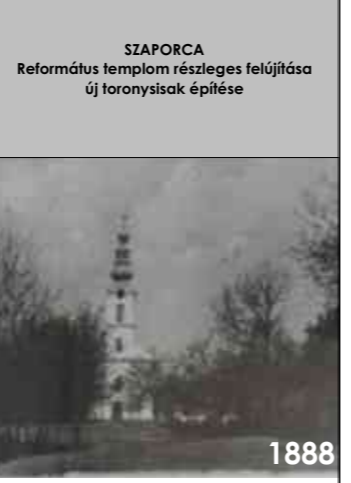 SZAPORCA
Református templom részleges felújítása
új toronysisak építése
1888